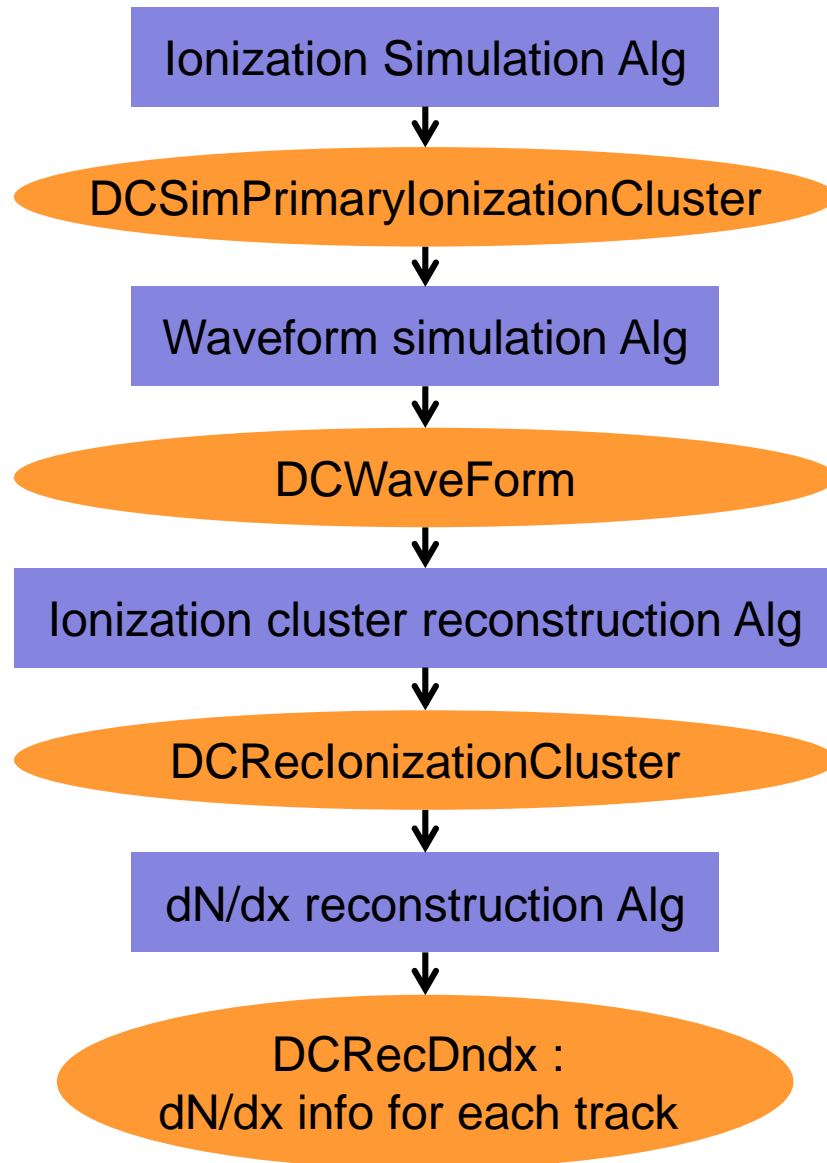 Ionization Simulation Alg
DCSimPrimaryIonizationCluster
Waveform simulation Alg
DCWaveForm
Ionization cluster reconstruction Alg
DCRecIonizationCluster
dN/dx reconstruction Alg
DCRecDndx :
dN/dx info for each track